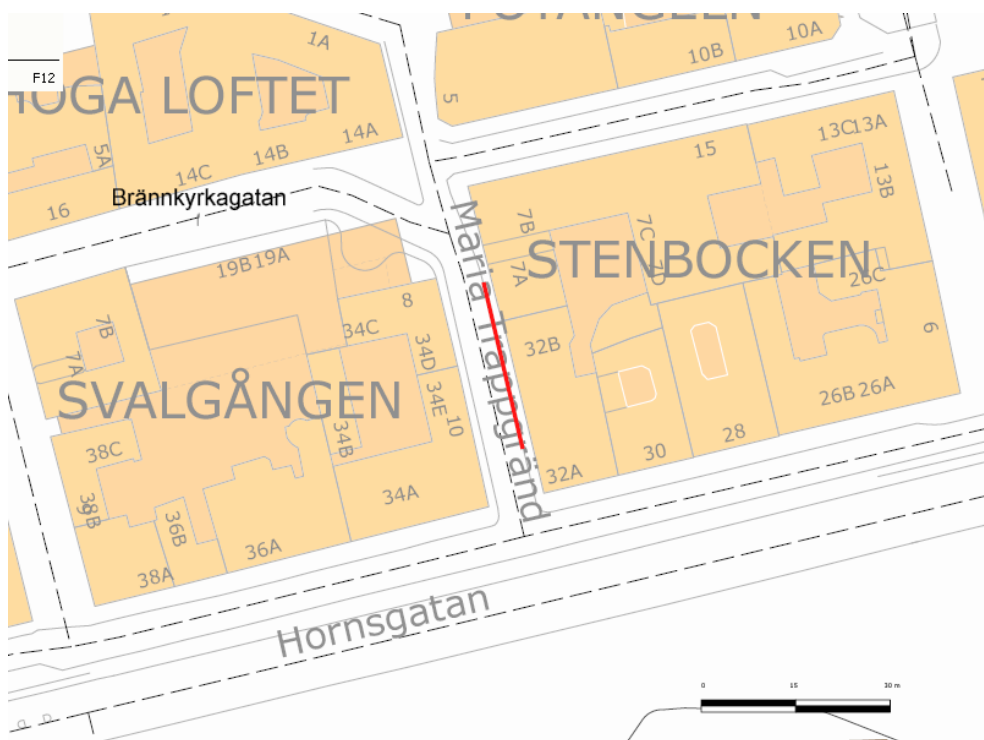 F12
1A
10B
10A
HÖGA LOFTET
5
5A
14C
14B
14A
16
15
13C
13A
13B
Brännkyrkagatan
Maria Trappgränd
7B
7A
7C
7D
STENBOCKEN
26C
6
19B
19A
8
34C
34D
34E
10
7B
7A
SVALGÅNGEN
34B
34A
38C
38B
36B
36A
38A
32B
32A
30
28
26B
26A
Hornsgatan
0
15
30 m